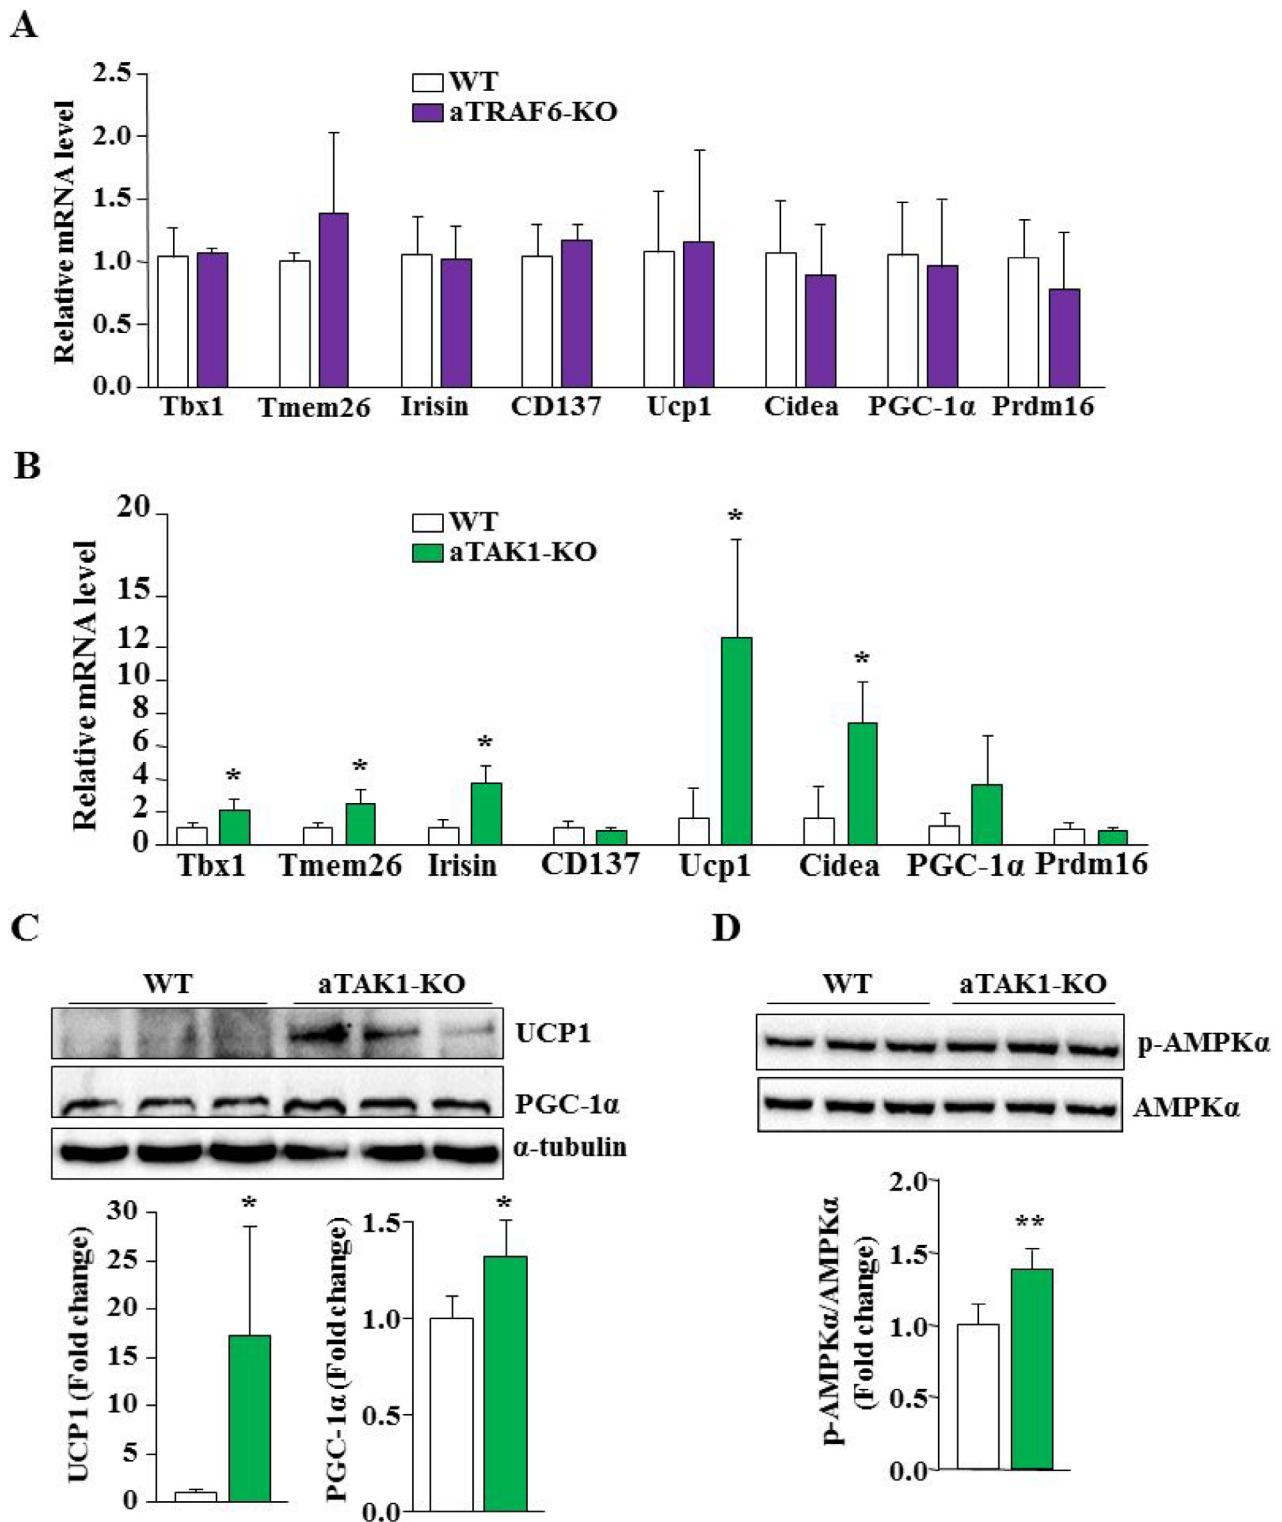 A
2.5
2.0
1.5
1.0
0.5
0.0
Relative mRNA level
WT
aTRAF6-KO
Tbx1 Tmem26 Irisin CD137 Ucp1 Cidea PGC-1α Prdm16
B
20
15
12
10
8
6
4
2
0
Relative mRNA level
WT
aTAK1-KO
* * * * *
Tbx1 Tmem26 Irisin CD137 Ucp1 Cidea PGC-1α Prdm16
C
WT aTAK1-KO
UCP1
PGC-1α
α-tubulin
30
25
20
15
10
5
0
UCP1 (Fold change)
*
1.5
1.0
0.5
0.0
PGC-1α (Fold change)
*
D
WT aTAK1-KO
p-AMPKα
AMPKα
2.0
1.5
1.0
0.5
0.0
p-AMPKα/AMPKα
(Fold change)
**